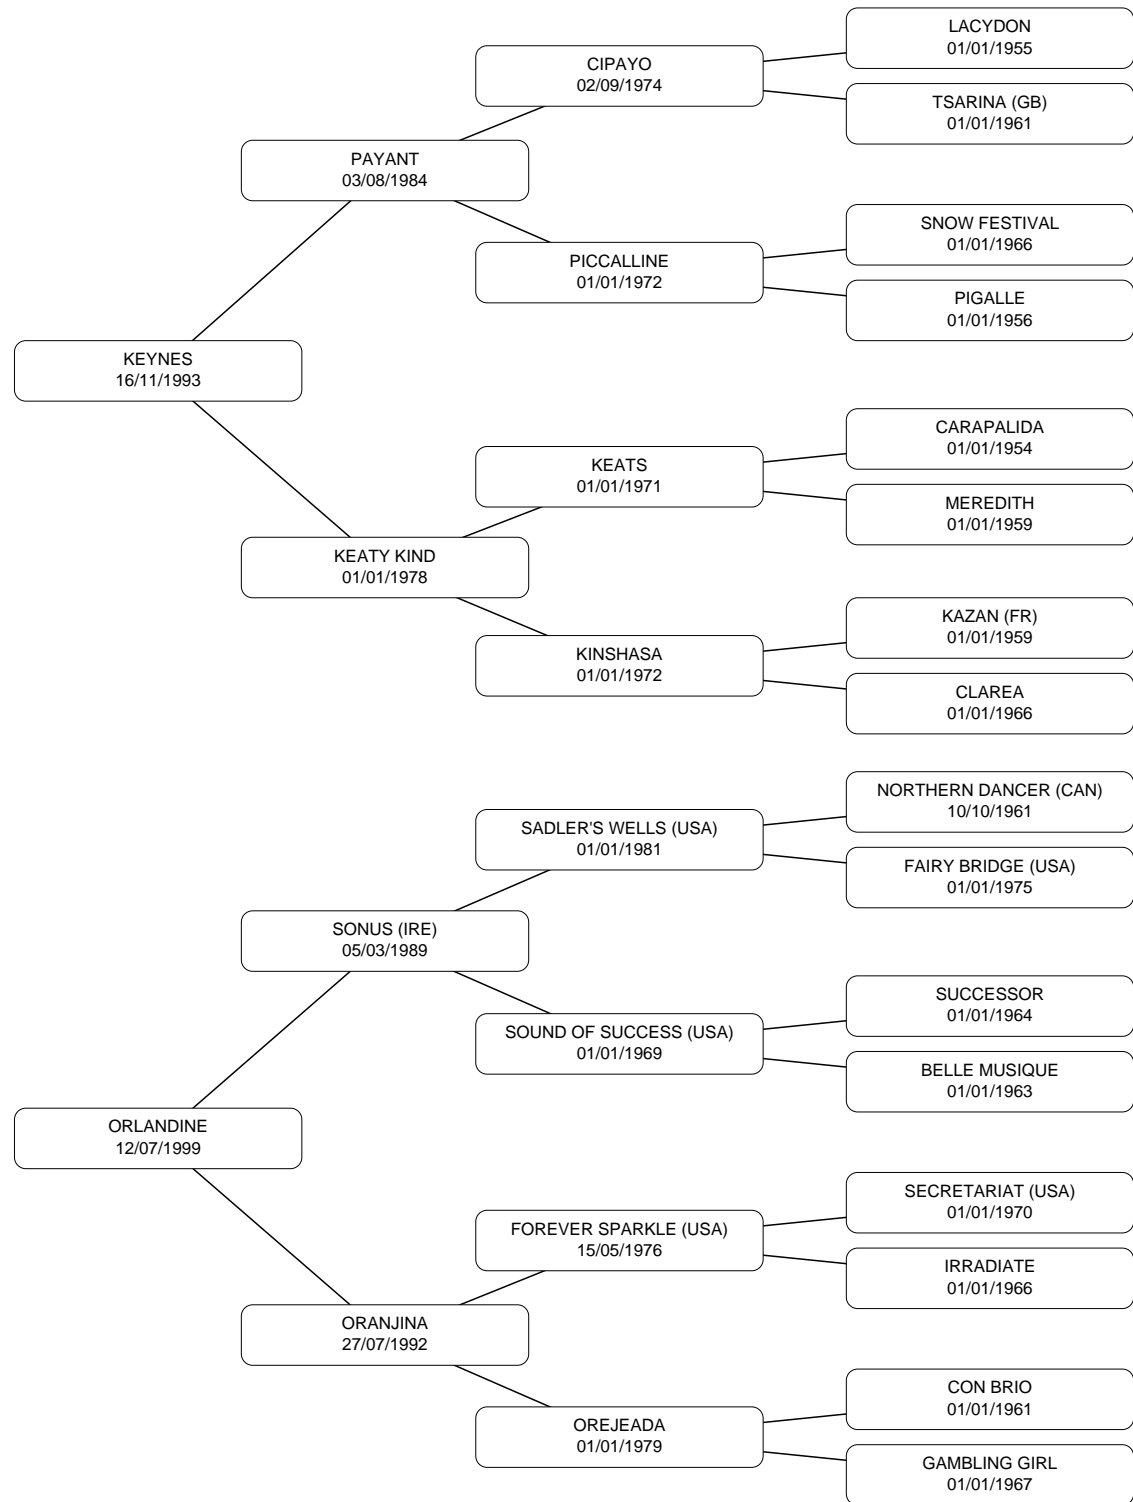 LACYDON
01/01/1955
CIPAYO
02/09/1974
TSARINA (GB)
01/01/1961
PAYANT
03/08/1984
SNOW FESTIVAL
01/01/1966
PICCALLINE
01/01/1972
PIGALLE
01/01/1956
KEYNES
16/11/1993
CARAPALIDA
01/01/1954
KEATS
01/01/1971
MEREDITH
01/01/1959
KEATY KIND
01/01/1978
KAZAN (FR)
01/01/1959
KINSHASA
01/01/1972
CLAREA
01/01/1966
NORTHERN DANCER (CAN)
10/10/1961
SADLER'S WELLS (USA)
01/01/1981
FAIRY BRIDGE (USA)
01/01/1975
SONUS (IRE)
05/03/1989
SUCCESSOR
01/01/1964
SOUND OF SUCCESS (USA)
01/01/1969
BELLE MUSIQUE
01/01/1963
ORLANDINE
12/07/1999
SECRETARIAT (USA)
01/01/1970
FOREVER SPARKLE (USA)
15/05/1976
IRRADIATE
01/01/1966
ORANJINA
27/07/1992
CON BRIO
01/01/1961
OREJEADA
01/01/1979
GAMBLING GIRL
01/01/1967